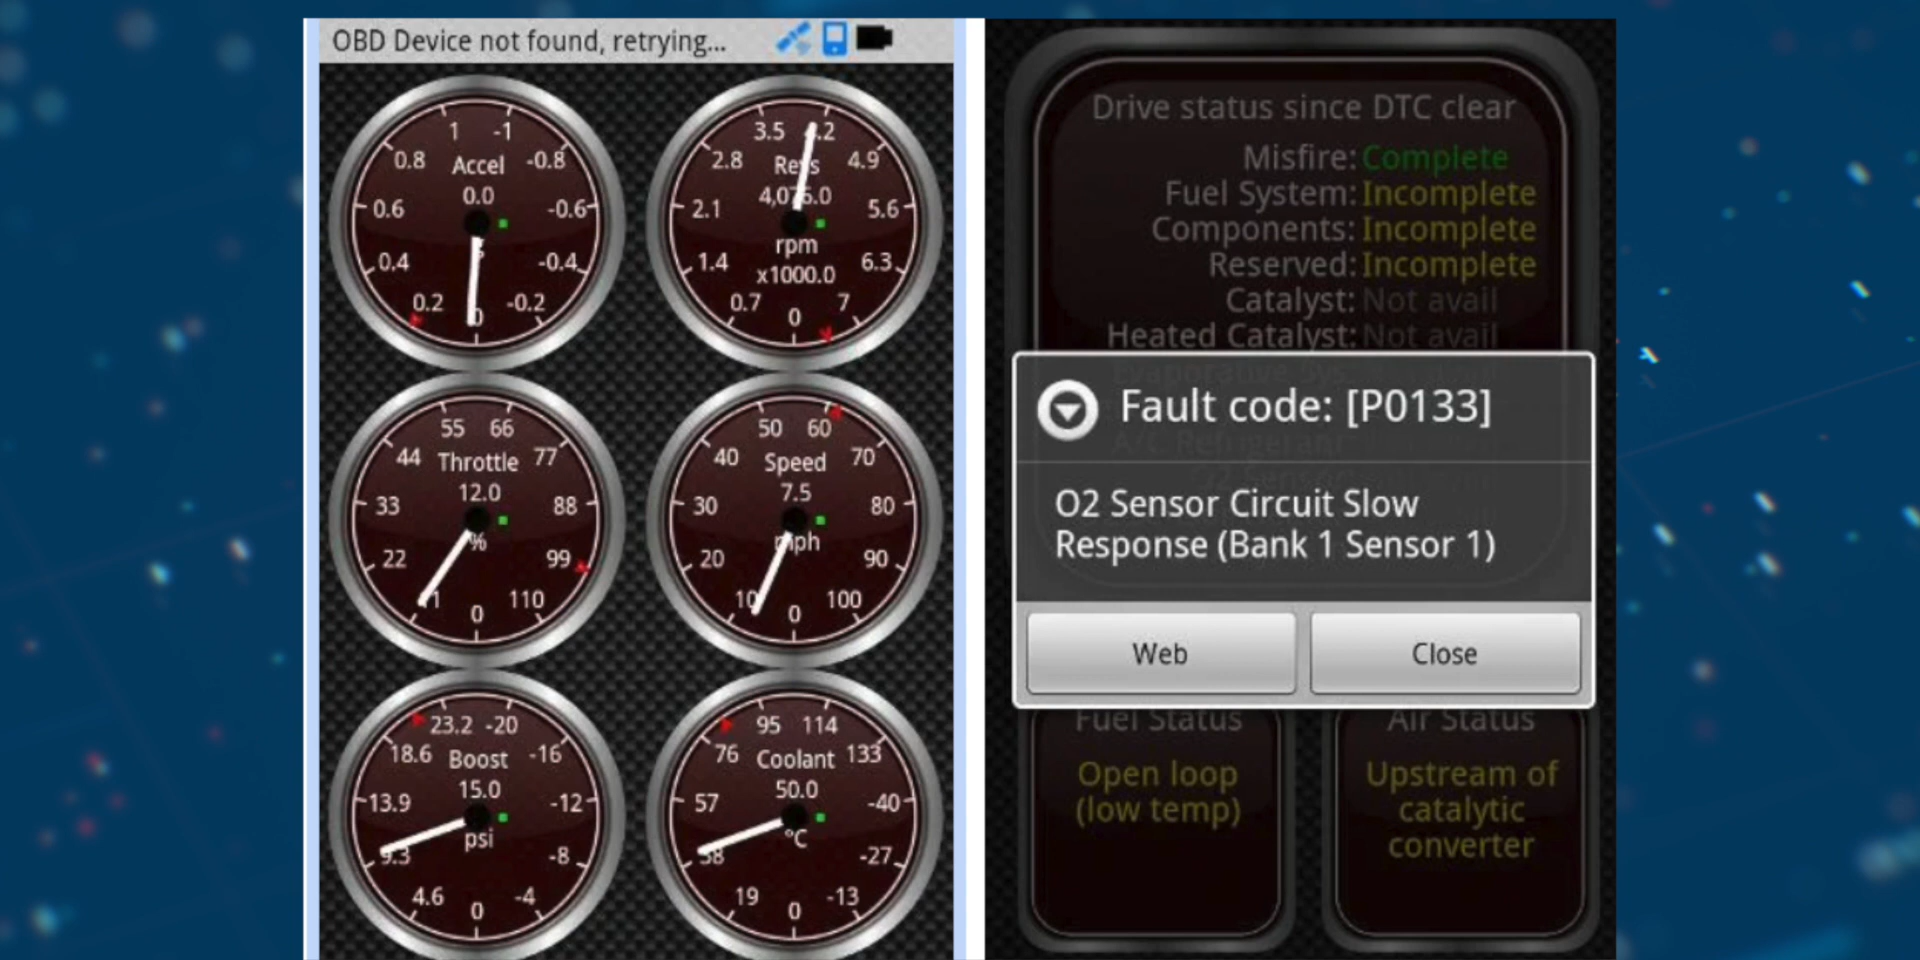 OBD Device not found, retrying...
1 -1
0.8 Accel -0.8
0.0
0.6 -0.6
0.4 -0.4
0.2 0 -0.2
3.5 4.2
2.8 Revs 4.9
2.1 5.6
rpm
1.4 6.3
x1000.0
0.7 0 7
55 66
44 Throttle 77
12.0
33 88
%
22 99
11 0 110
50 60
40 Speed 70
7.5
30 80
mph
20 90
10 0 100
23.2 -20
18.6 Boost -16
15.0
13.9 -12
psi
9.3 -8
4.6 0 -4
95 114
76 Coolant 133
50.0
57 -40
°C
38 -27
19 0 -13
Drive status since DTC clear
Misfire: Complete
Fuel System: Incomplete
Components: Incomplete
Reserved: Incomplete
Catalyst: Not avail
Heated Catalyst: Not avail
Fault code: [P0133]
O2 Sensor Circuit Slow
Response (Bank 1 Sensor 1)
Web Close
Fuel Status
Open loop
(low temp)
Air Status
Upstream of
catalytic
converter